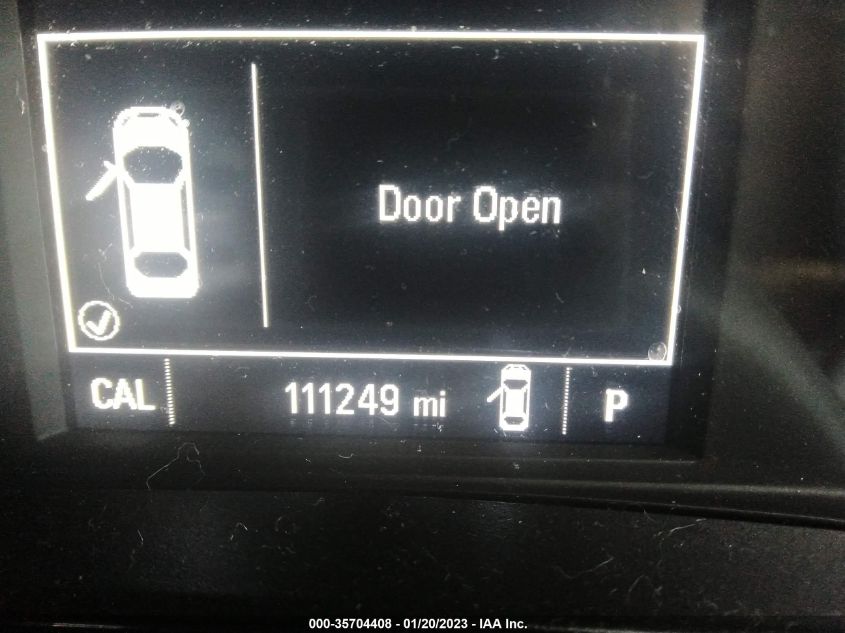 Door Open
CAL 111249 mi P
000-35704408 - 01/20/2023 - IAA Inc.